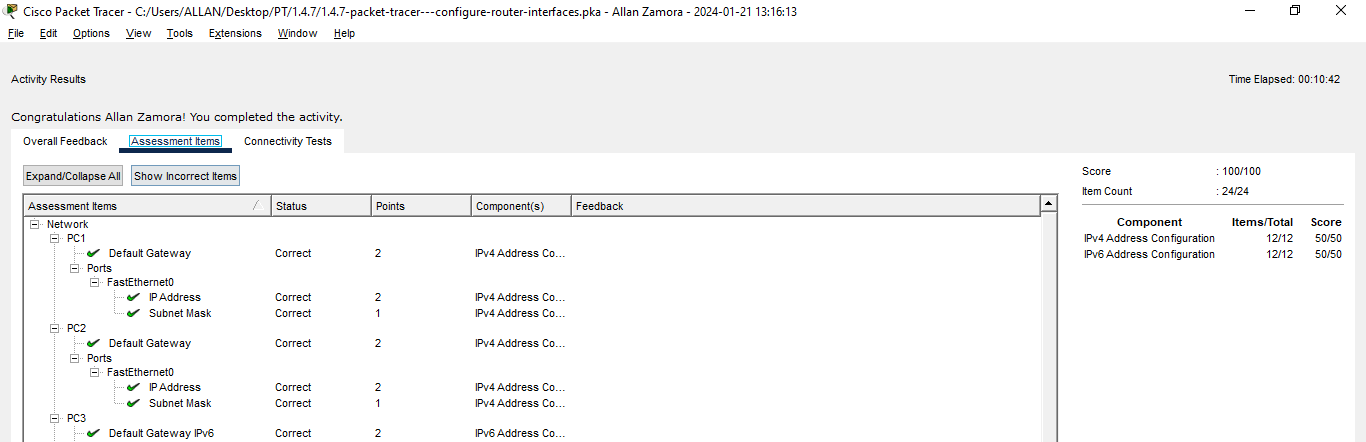 Cisco Packet Tracer - C:/Users/ALLAN/Desktop/PT/1.4.7/1.4.7-packet-tracer---configure-router-interfaces.pka - Allan Zamora - 2024-01-21 13:16:13
File Edit Options View Tools Extensions Window Help
Activity Results
Time Elapsed: 00:10:42
Congratulations Allan Zamora! You completed the activity.
Overall Feedback Assessment Items Connectivity Tests
Expand/Collapse All Show Incorrect Items
Assessment Items Status Points Component(s) Feedback
Network
PC1
Default Gateway Correct 2 IPv4 Address Co...
Ports
FastEthernet0
IP Address Correct 2 IPv4 Address Co...
Subnet Mask Correct 1 IPv4 Address Co...
PC2
Default Gateway Correct 2 IPv4 Address Co...
Ports
FastEthernet0
IP Address Correct 2 IPv4 Address Co...
Subnet Mask Correct 1 IPv4 Address Co...
PC3
Default Gateway IPv6 Correct 2 IPv6 Address Co...
Score : 100/100
Item Count : 24/24
Component Items/Total Score
IPv4 Address Configuration 12/12 50/50
IPv6 Address Configuration 12/12 50/50